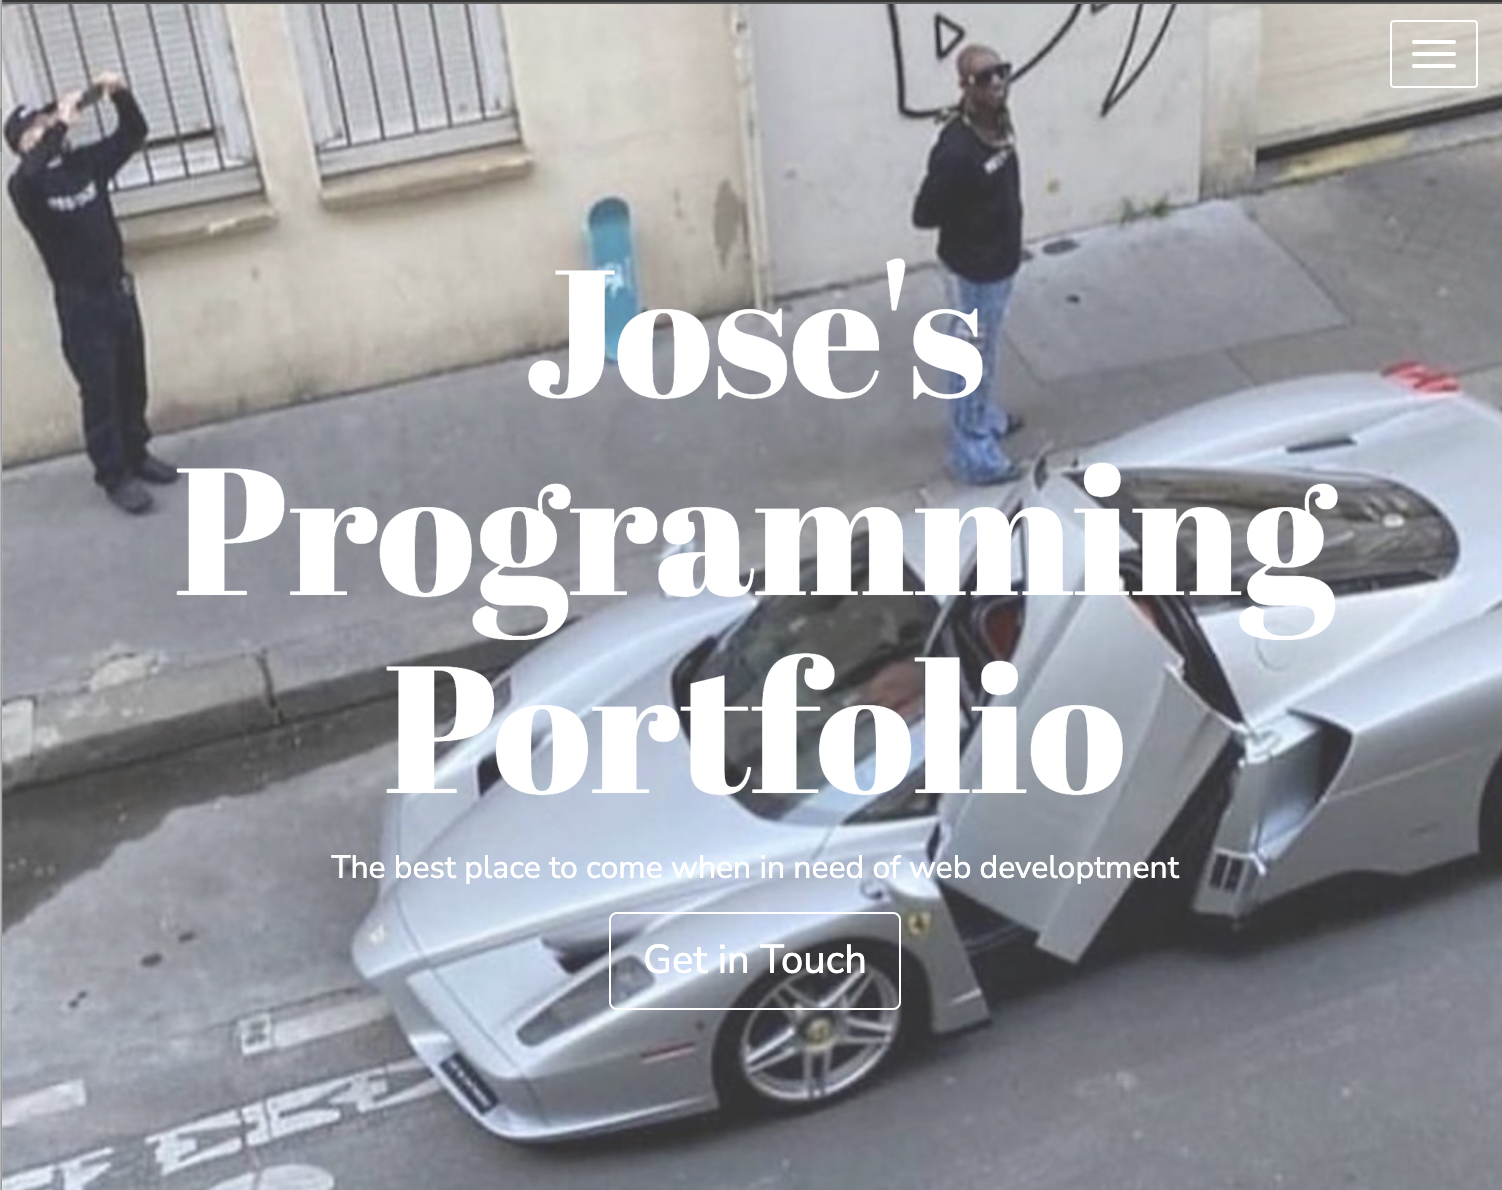 Jose's
Programming
Portfolio
The best place to come when in need of web developtment
Get in Touch